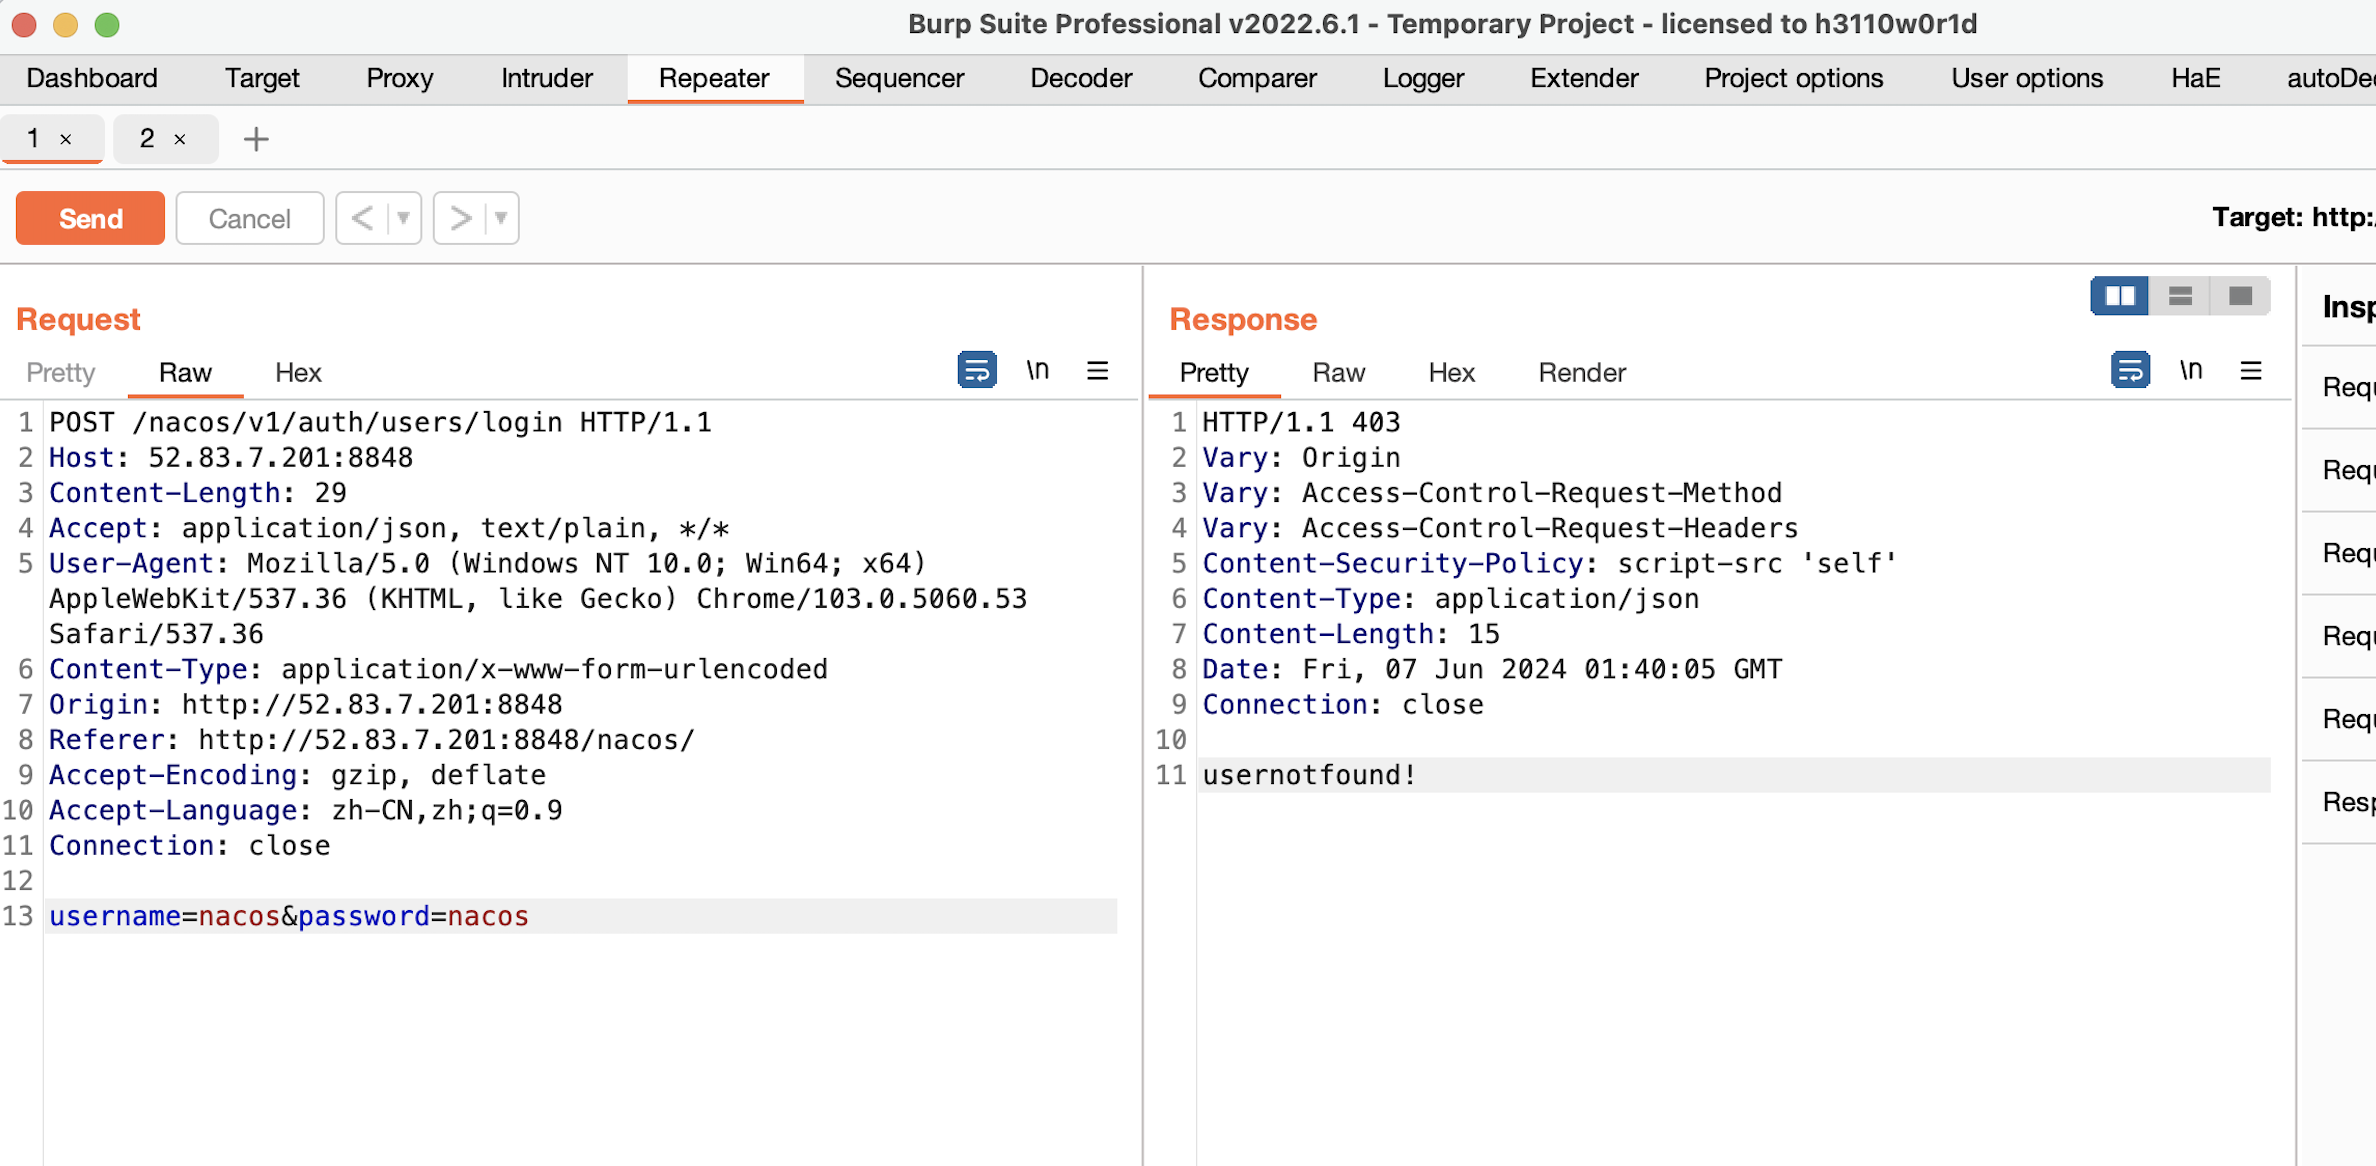 Burp Suite Professional v2022.6.1 - Temporary Project - licensed to h3110w0r1d
Dashboard Target Proxy Intruder Repeater Sequencer Decoder Comparer Logger Extender Project options User options HaE autoDec
1 × 2 × +
Send Cancel < ▼ > ▼ Target: http:/
Request
Pretty Raw Hex \n
1 POST /nacos/v1/auth/users/login HTTP/1.1
2 Host: 52.83.7.201:8848
3 Content-Length: 29
4 Accept: application/json, text/plain, */*
5 User-Agent: Mozilla/5.0 (Windows NT 10.0; Win64; x64)
AppleWebKit/537.36 (KHTML, like Gecko) Chrome/103.0.5060.53
Safari/537.36
6 Content-Type: application/x-www-form-urlencoded
7 Origin: http://52.83.7.201:8848
8 Referer: http://52.83.7.201:8848/nacos/
9 Accept-Encoding: gzip, deflate
10 Accept-Language: zh-CN,zh;q=0.9
11 Connection: close
12
13 username=nacos&password=nacos
Response
Pretty Raw Hex Render \n
1 HTTP/1.1 403
2 Vary: Origin
3 Vary: Access-Control-Request-Method
4 Vary: Access-Control-Request-Headers
5 Content-Security-Policy: script-src 'self'
6 Content-Type: application/json
7 Content-Length: 15
8 Date: Fri, 07 Jun 2024 01:40:05 GMT
9 Connection: close
10
11 usernotfound!
Insp
Requ
Requ
Requ
Requ
Requ
Resp